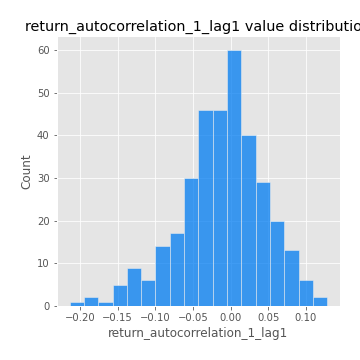 return_autocorrelation_1_lag1 value distributio
60
50
40
30
20
10
0
Count
−0.20 −0.15 −0.10 −0.05 0.00 0.05 0.10
return_autocorrelation_1_lag1